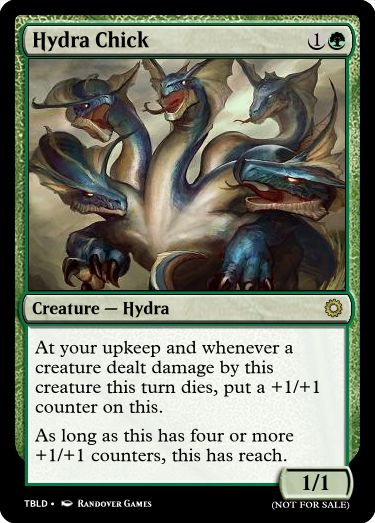 Hydra Chick 1
Creature — Hydra
At your upkeep and whenever a
creature dealt damage by this
creature this turn dies, put a +1/+1
counter on this.
As long as this has four or more
+1/+1 counters, this has reach.
1/1
TBLD • Randover Games
(NOT FOR SALE)